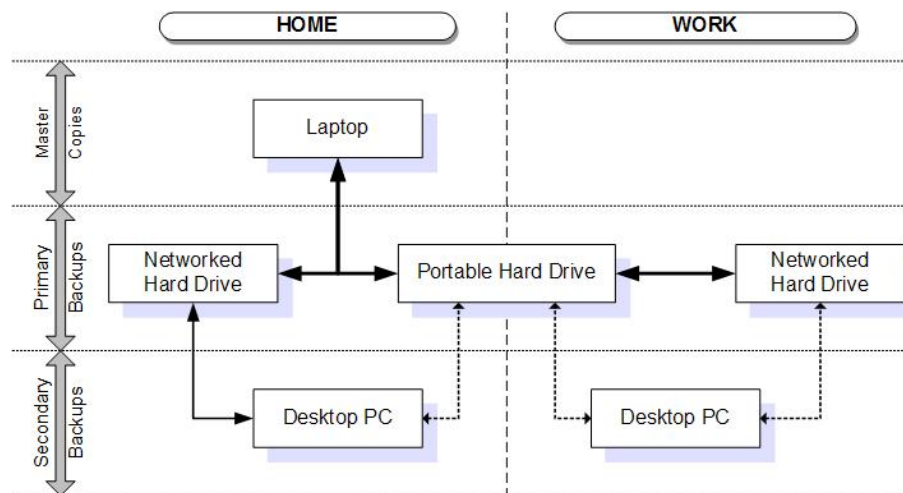 HOME
WORK
Master
Copies
Laptop
Primary
Backups
Networked
Hard Drive
Portable Hard Drive
Networked
Hard Drive
Secondary
Backups
Desktop PC
Desktop PC